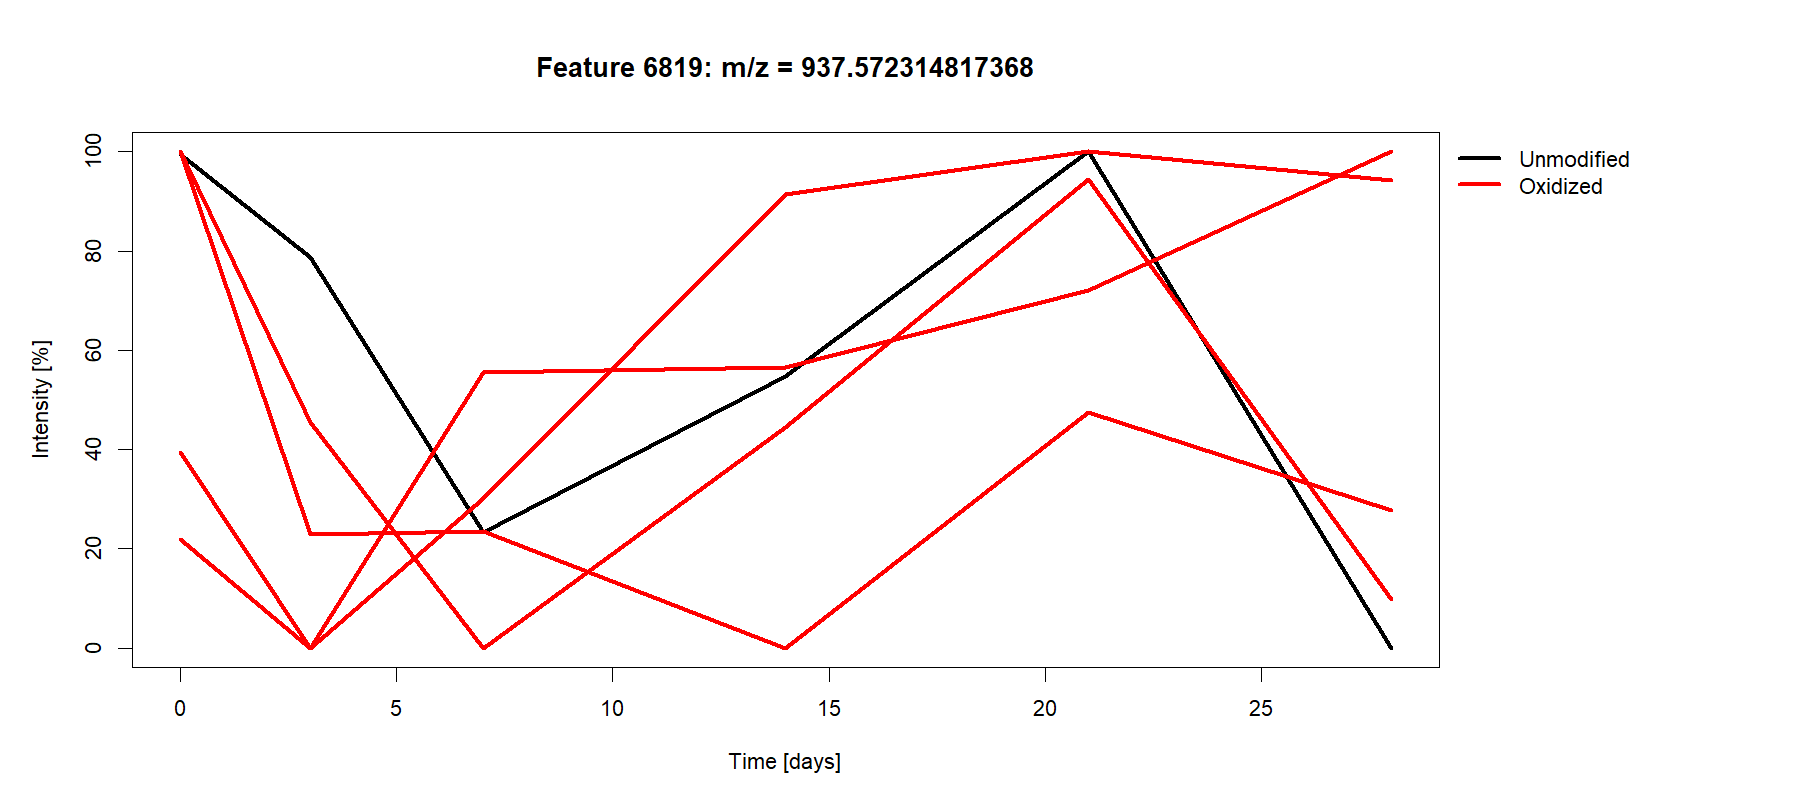 Feature 6819: m/z = 937.572314817368
Unmodified
Oxidized
100
80
60
40
20
0
Intensity [%]
0 5 10 15 20 25
Time [days]